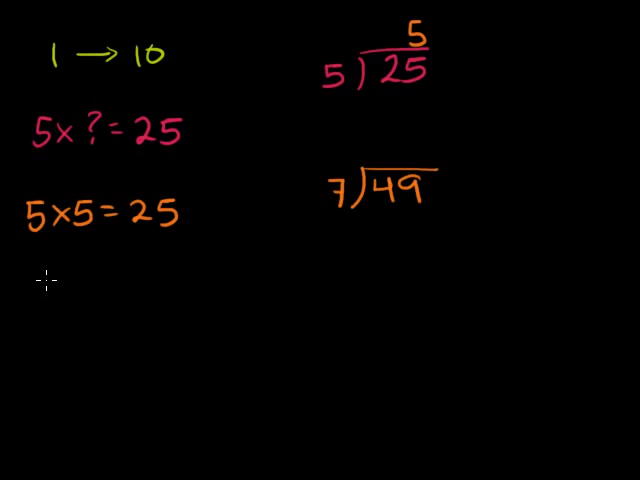 1 → 10
5 x ? = 25
5 x 5 = 25
5
5 ) 25
7 ) 49